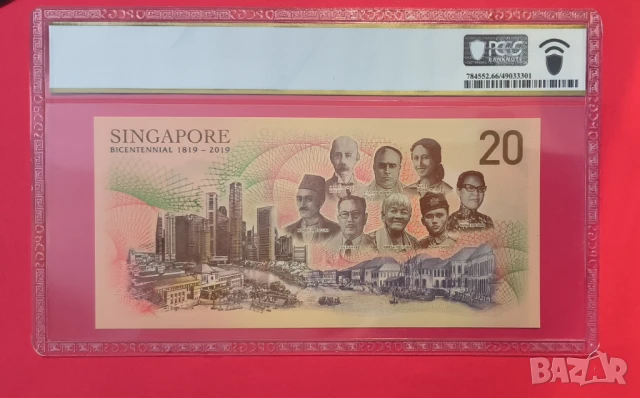 PCGS
BANKNOTE
784552.66/49033301
SINGAPORE
BICENTENNIAL 1819 – 2019
20
BAZAR